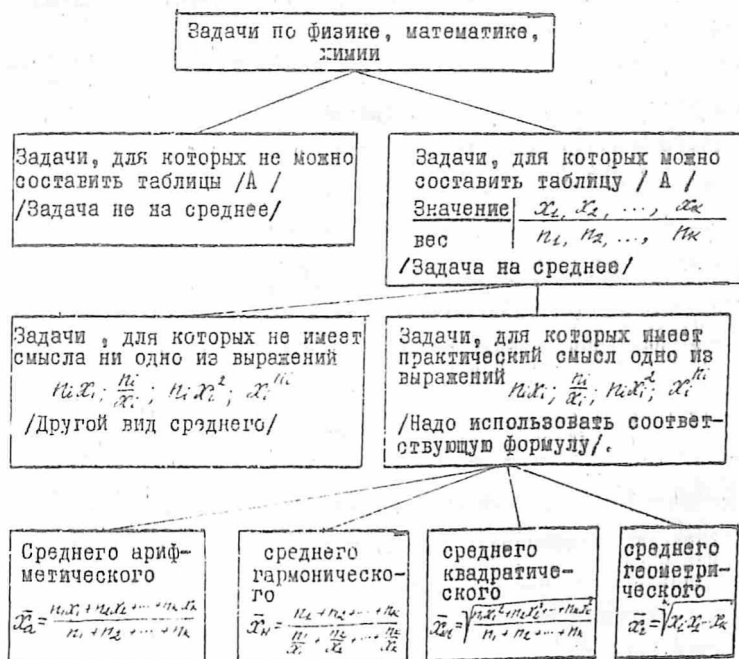 Задачи по физике, математике,
химии
Задачи, для которых не можно
составить таблицы /А /
/Задача не на среднее/
Задачи, для которых можно
составить таблицу / А /
Значение | x₁, x₂, ..., xₖ
вес | n₁, n₂, ..., nₖ
/Задача на среднее/
Задачи , для которых не имеет
смысла ни одно из выражений
nᵢxᵢ; nᵢ/xᵢ; nᵢxᵢ²; xᵢ^nᵢ
/Другой вид среднего/
Задачи, для которых имеет
практический смысл одно из
выражений nᵢxᵢ; nᵢ/xᵢ; nᵢxᵢ²; xᵢ^nᵢ
/Надо использовать соответ-
ствующую формулу/.
Среднего ариф-
метического
x̄ₐ = (n₁x₁+n₂x₂+...+nₖxₖ)/(n₁+n₂+...+nₖ)
среднего
гармоническо-
го
x̄ₕ = (n₁+n₂+...+nₖ)/(n₁/x₁+n₂/x₂+...+nₖ/xₖ)
среднего
квадратиче-
ского
= √((n₁x₁²+n₂x₂²+...+nₖxₖ²)/(n₁+n₂+...+nₖ))
среднего
геометри-
ческого